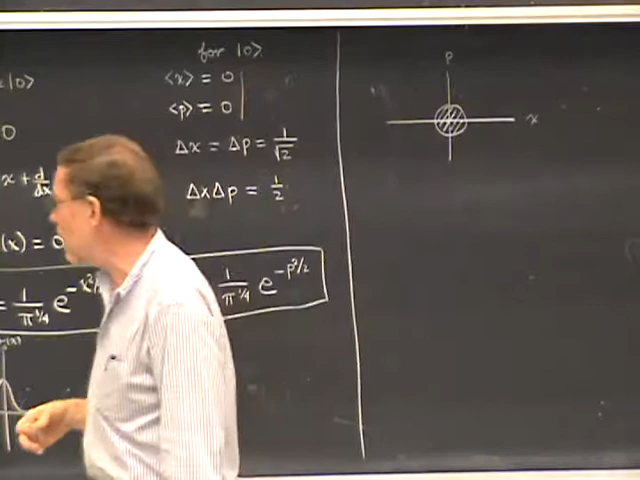 for |0>
x|0>
<x> = 0
<p> = 0
0
Δx = Δp = 1/√2
x + d/dx
ΔxΔp = 1/2
(x) = 0
= 1/π^1/4 e^-x²/
1/π^1/4 e^-p²/2
(x)
p
x